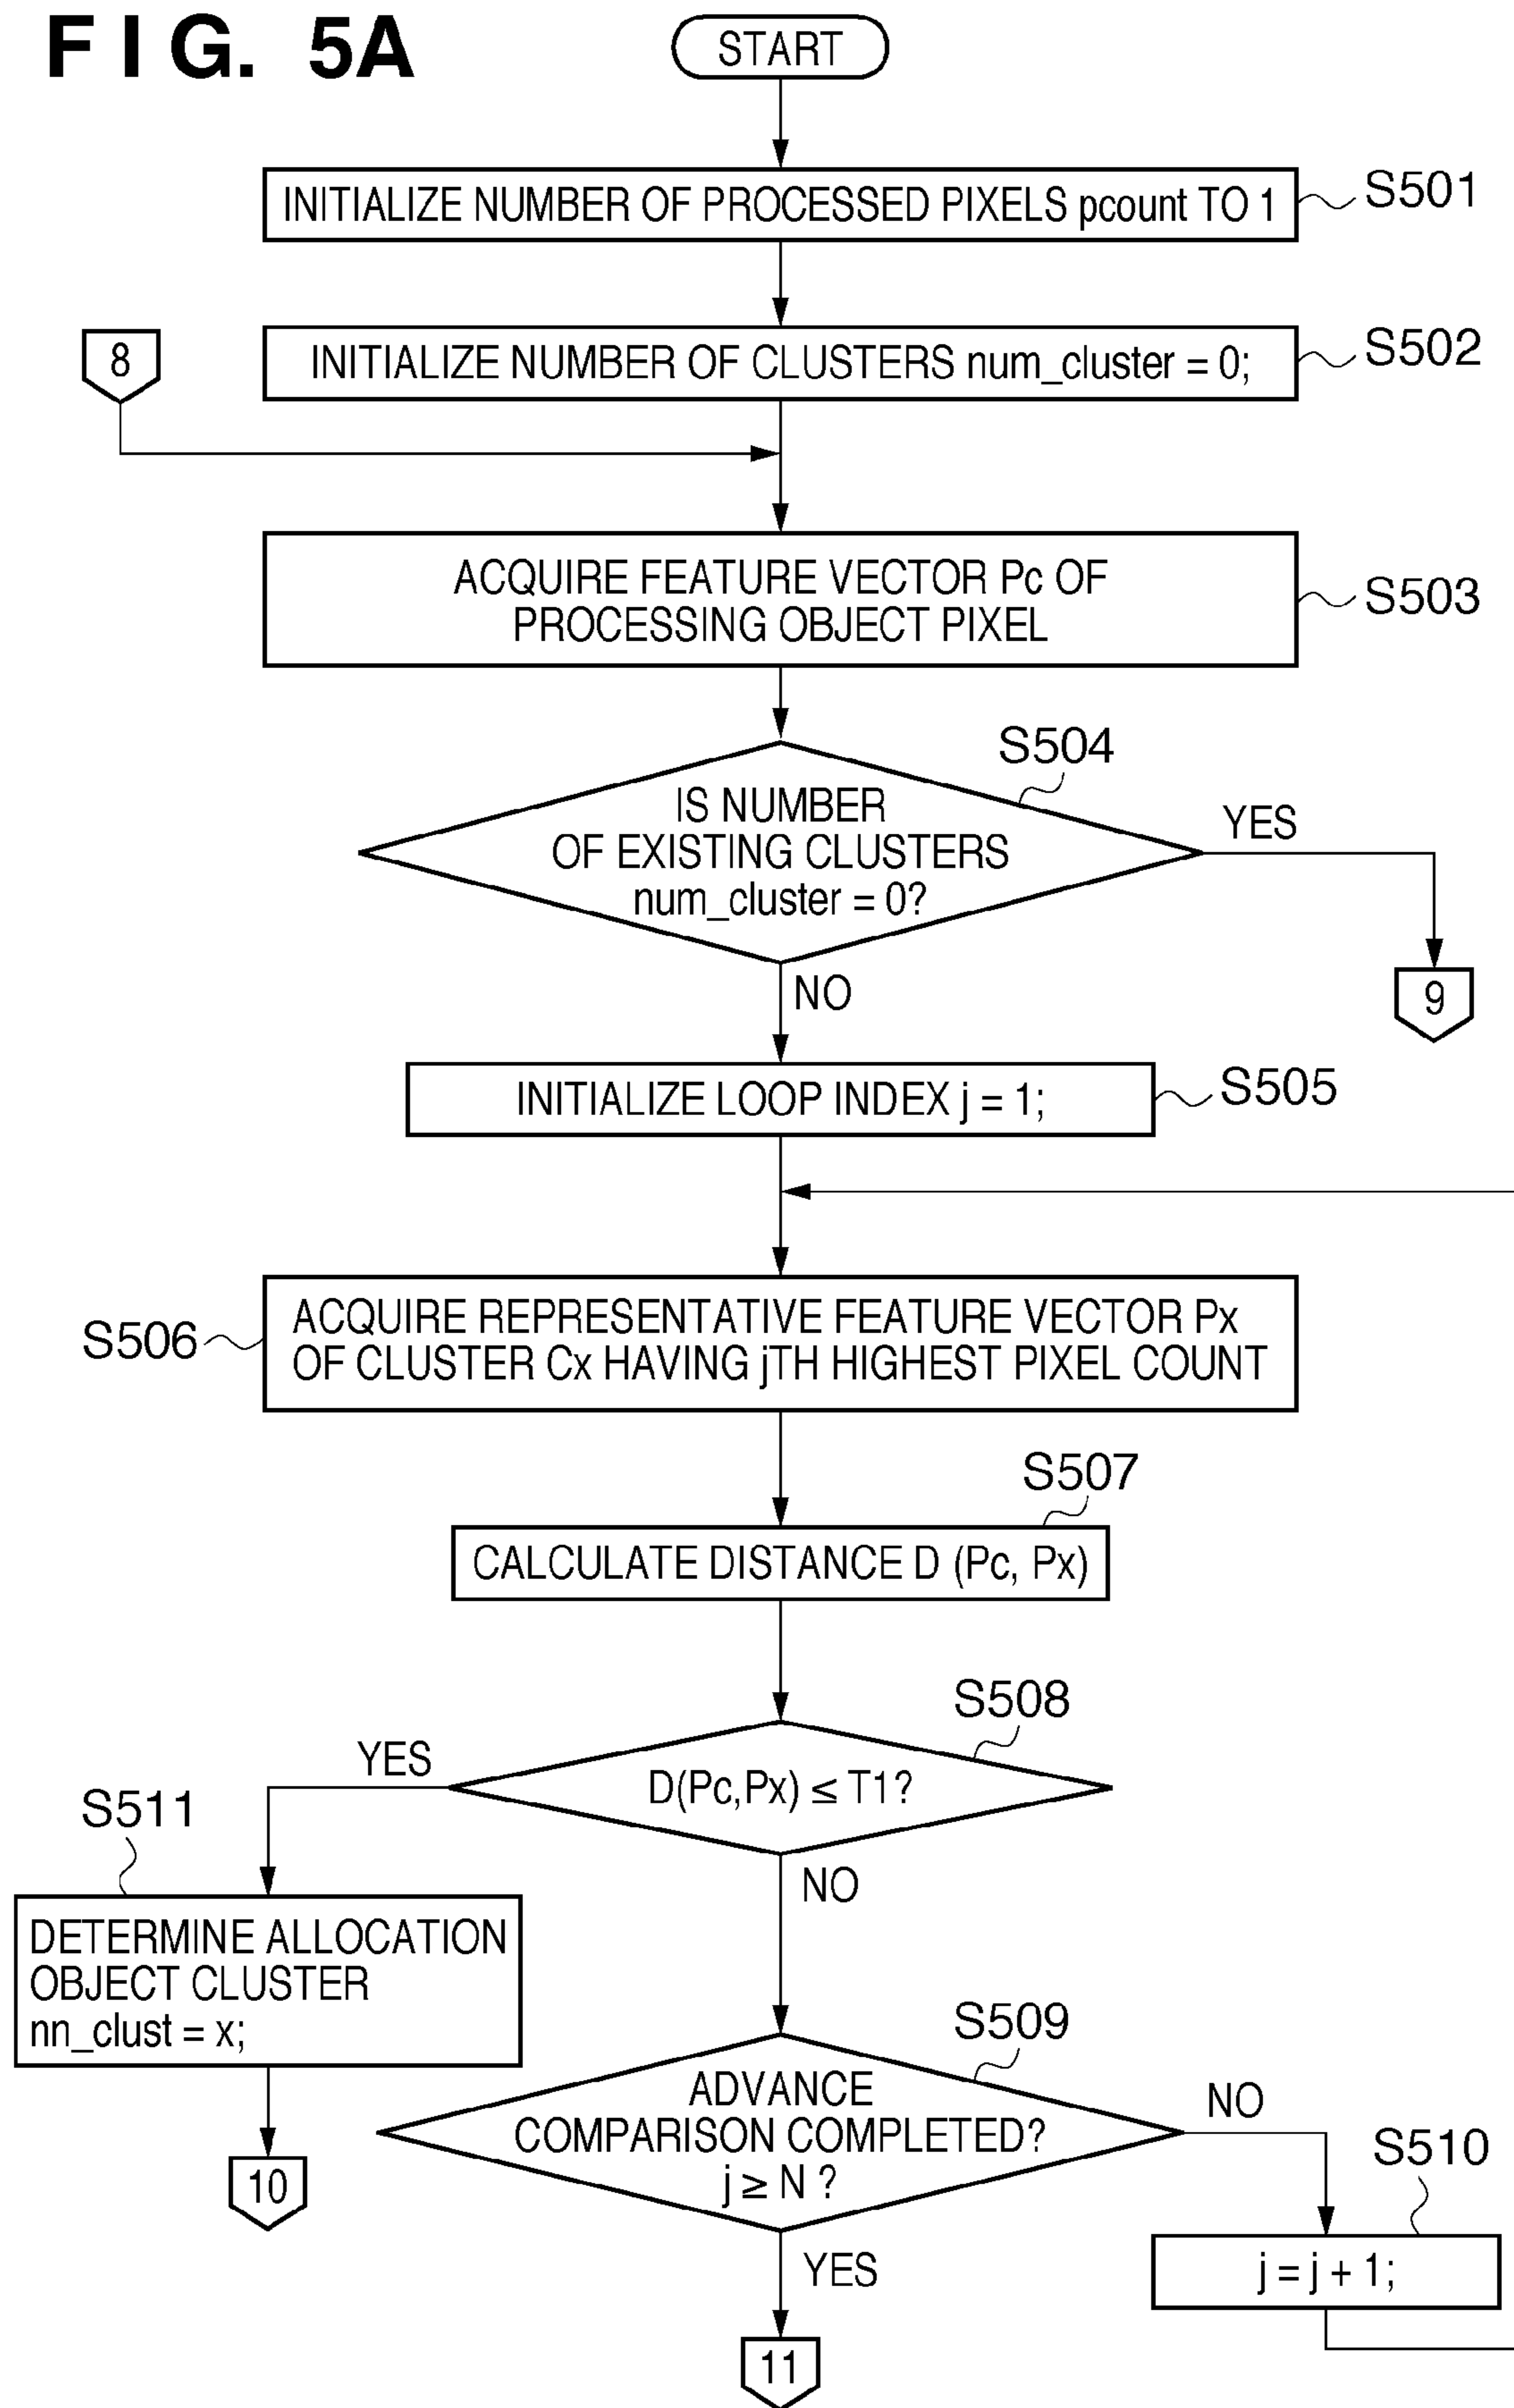 FIG. 5A
START
INITIALIZE NUMBER OF PROCESSED PIXELS pcount TO 1
S501
8
INITIALIZE NUMBER OF CLUSTERS num_cluster = 0;
S502
ACQUIRE FEATURE VECTOR Pc OF
PROCESSING OBJECT PIXEL
S503
S504
IS NUMBER
OF EXISTING CLUSTERS
num_cluster = 0?
YES
9
NO
INITIALIZE LOOP INDEX j = 1;
S505
S506
ACQUIRE REPRESENTATIVE FEATURE VECTOR Px
OF CLUSTER Cx HAVING jTH HIGHEST PIXEL COUNT
S507
CALCULATE DISTANCE D (Pc, Px)
S508
YES
D(Pc,Px) ≤ T1?
S511
NO
DETERMINE ALLOCATION
OBJECT CLUSTER
nn_clust = x;
10
S509
ADVANCE
COMPARISON COMPLETED?
j ≥ N ?
NO
S510
j = j + 1;
YES
11